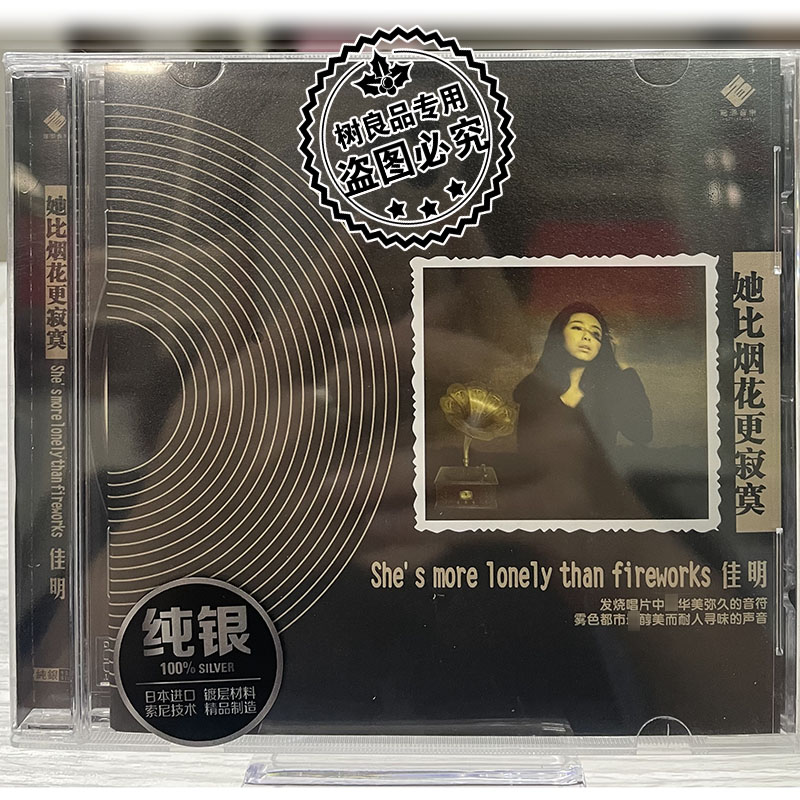 树良品专用
盗图必究
她比烟花更寂寞
She's more lonely than fireworks
佳明
纯银
她比烟花更寂寞
She's more lonely than fireworks 佳明
发烧唱片中 华美弥久的音符
雾色都市 醇美而耐人寻味的声音
纯银
100% SILVER
日本进口 镀层材料
索尼技术 精品制造